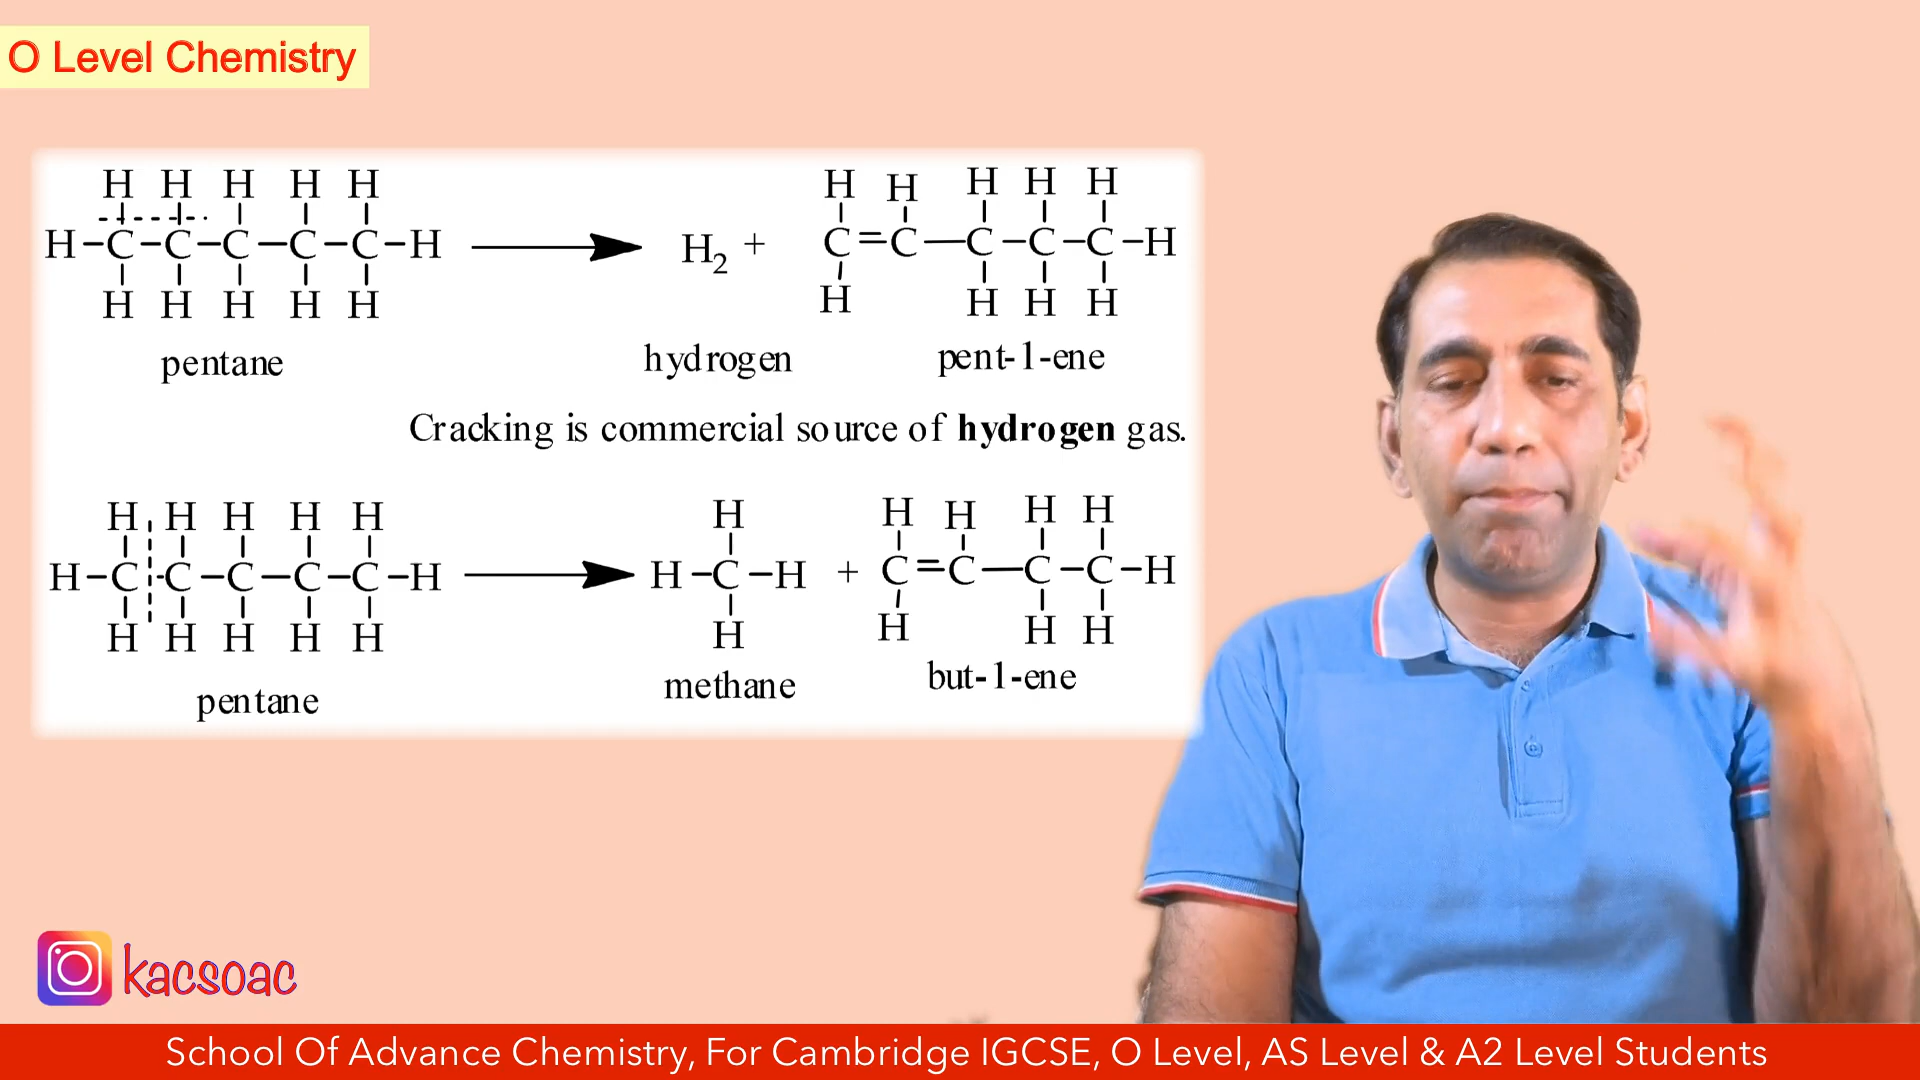 O Level Chemistry
H H H H H
H–C–C–C–C–C–H
H H H H H
pentane
H₂ +
hydrogen
H H H H H
C=C–C–C–C–H
H H H H
pent-1-ene
Cracking is commercial source of hydrogen gas.
H H H H H
H–C–C–C–C–C–H
H H H H H
pentane
H
H–C–H +
H
methane
H H H H
C=C–C–C–H
H H H
but-1-ene
kacsoac
School Of Advance Chemistry, For Cambridge IGCSE, O Level, AS Level & A2 Level Students